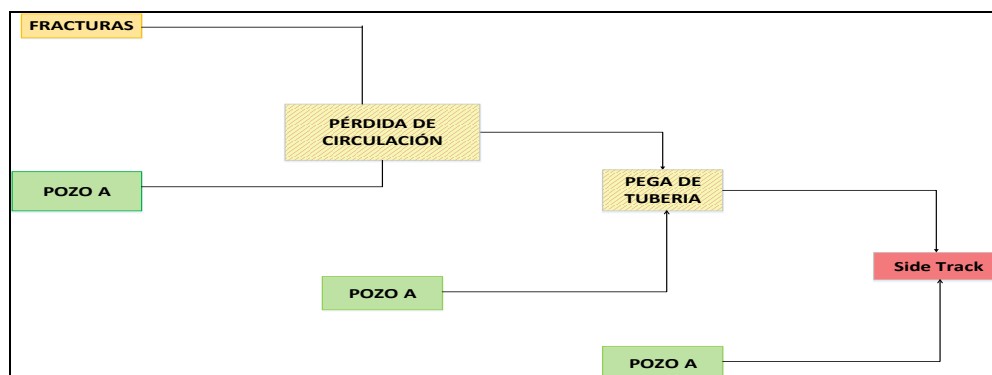 FRACTURAS
PÉRDIDA DE
CIRCULACIÓN
POZO A
PEGA DE
TUBERIA
Side Track
POZO A
POZO A